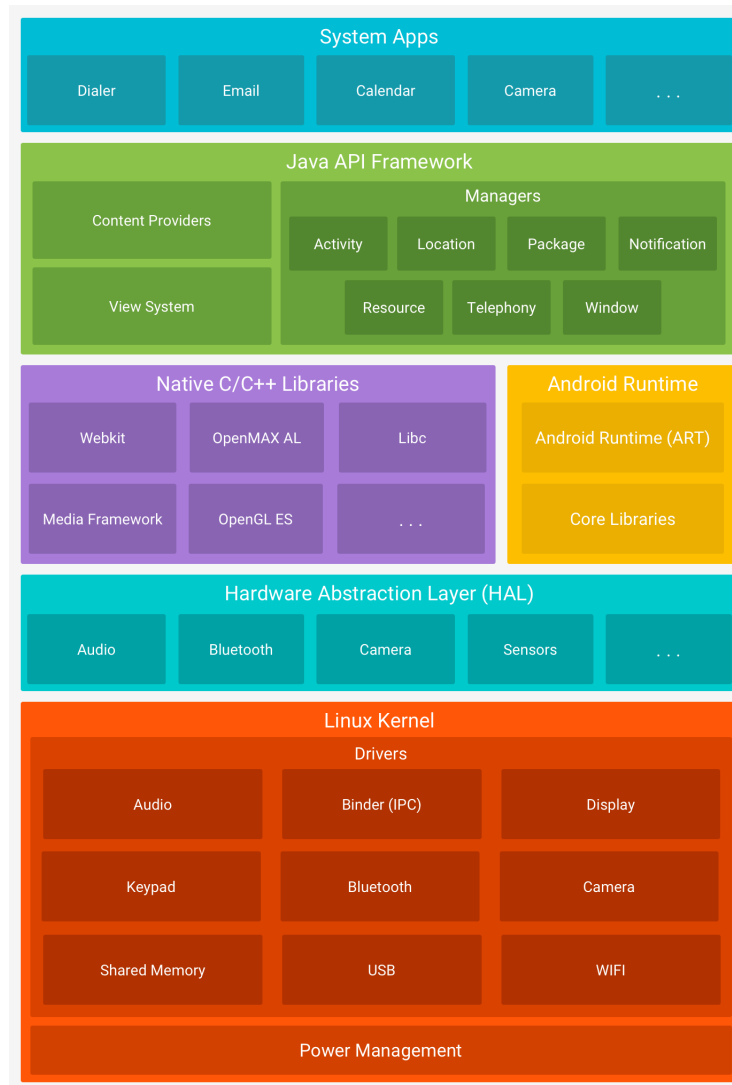 System Apps
Dialer
Email
Calendar
Camera
. . .
Java API Framework
Content Providers
View System
Managers
Activity
Location
Package
Notification
Resource
Telephony
Window
Native C/C++ Libraries
Webkit
OpenMAX AL
Libc
Media Framework
OpenGL ES
. . .
Android Runtime
Android Runtime (ART)
Core Libraries
Hardware Abstraction Layer (HAL)
Audio
Bluetooth
Camera
Sensors
. . .
Linux Kernel
Drivers
Audio
Binder (IPC)
Display
Keypad
Bluetooth
Camera
Shared Memory
USB
WIFI
Power Management